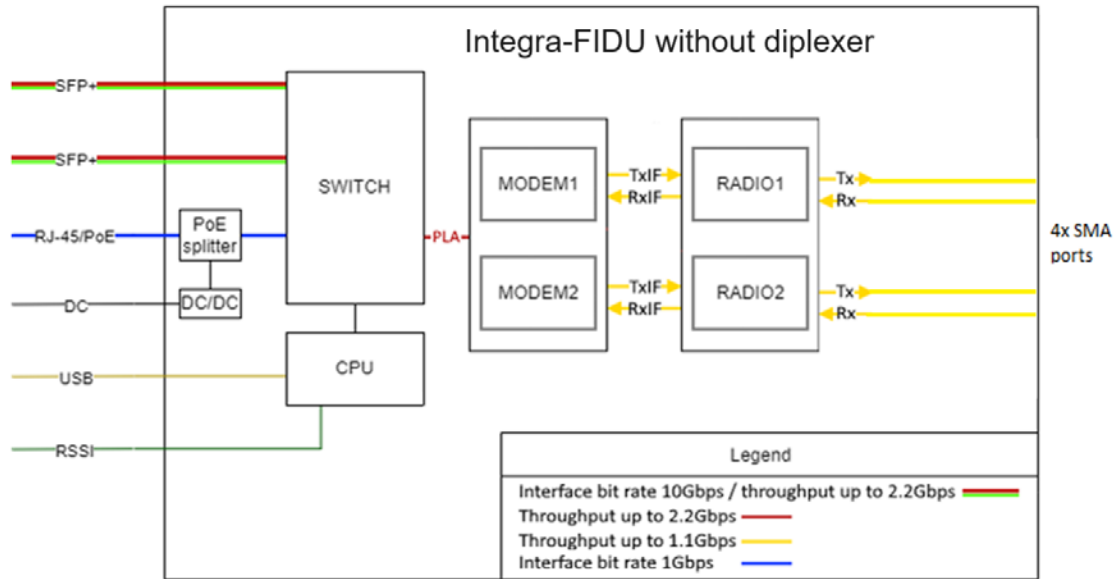 Integra-FIDU without diplexer
SFP+
SFP+
SWITCH
MODEM1
TxIF
RxIF
RADIO1
Tx
Rx
RJ-45/PoE
PoE
splitter
PLA
4x SMA
ports
MODEM2
TxIF
RxIF
RADIO2
Tx
Rx
DC
DC/DC
USB
CPU
RSSI
Legend
Interface bit rate 10Gbps / throughput up to 2.2Gbps
Throughput up to 2.2Gbps
Throughput up to 1.1Gbps
Interface bit rate 1Gbps